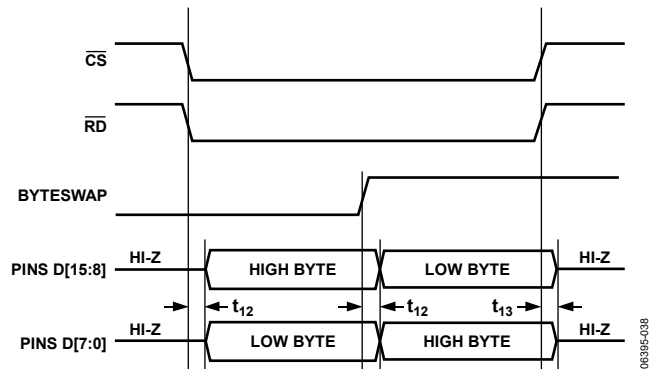 CS
RD
BYTESWAP
PINS D[15:8] HI-Z HIGH BYTE LOW BYTE HI-Z
t12 t12 t13
PINS D[7:0] HI-Z LOW BYTE HIGH BYTE HI-Z
06395-038